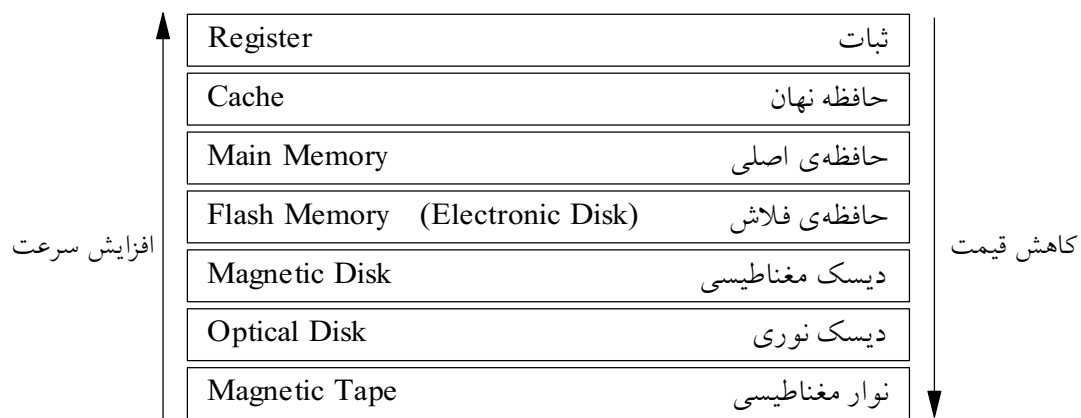 Register ثبات
Cache حافظه نهان
Main Memory حافظه‌ی اصلی
Flash Memory (Electronic Disk) حافظه‌ی فلاش
Magnetic Disk دیسک مغناطیسی
Optical Disk دیسک نوری
Magnetic Tape نوار مغناطیسی
افزایش سرعت
کاهش قیمت